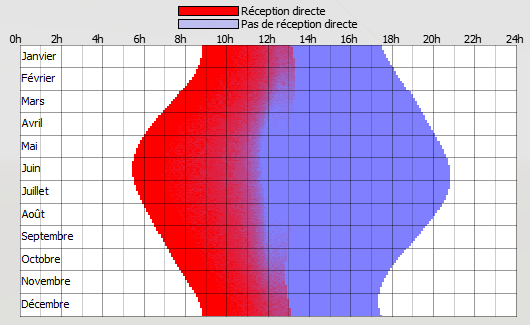 Réception directe
Pas de réception directe
0h 2h 4h 6h 8h 10h 12h 14h 16h 18h 20h 22h 24h
Janvier
Février
Mars
Avril
Mai
Juin
Juillet
Août
Septembre
Octobre
Novembre
Décembre